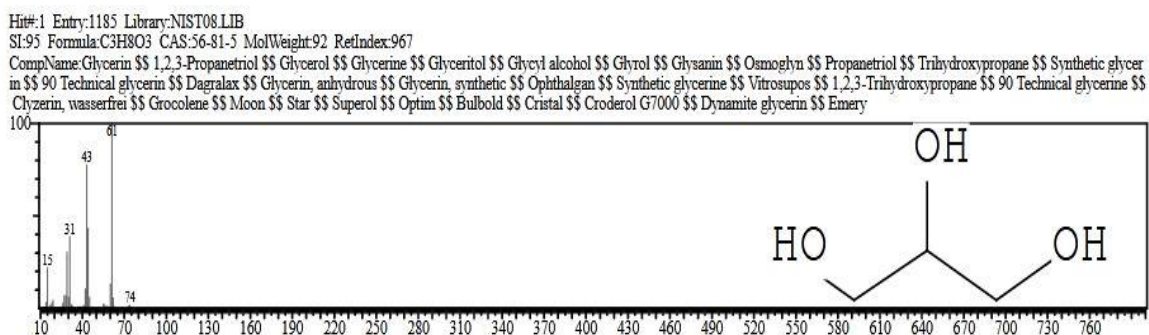 Hit#:1 Entry:1185 Library:NIST08.LIB
SI:95 Formula:C3H8O3 CAS:56-81-5 MolWeight:92 RetIndex:967
CompName:Glycerin $$ 1,2,3-Propanetriol $$ Glycerol $$ Glycerine $$ Glyceritol $$ Glycyl alcohol $$ Glyrol $$ Glysanin $$ Osmoglyn $$ Propanetriol $$ Trihydroxypropane $$ Synthetic glycer
in $$ 90 Technical glycerin $$ Dagralax $$ Glycerin, anhydrous $$ Glycerin, synthetic $$ Ophthalgan $$ Synthetic glycerine $$ Vitrosupos $$ 1,2,3-Trihydroxypropane $$ 90 Technical glycerine $$
Clyzerin, wasserfrei $$ Grocolene $$ Moon $$ Star $$ Superol $$ Optim $$ Bulbold $$ Cristal $$ Croderol G7000 $$ Dynamite glycerin $$ Emery
100
61
OH
43
31
HO
OH
15
74
10 40 70 100 130 160 190 220 250 280 310 340 370 400 430 460 490 520 550 580 610 640 670 700 730 760